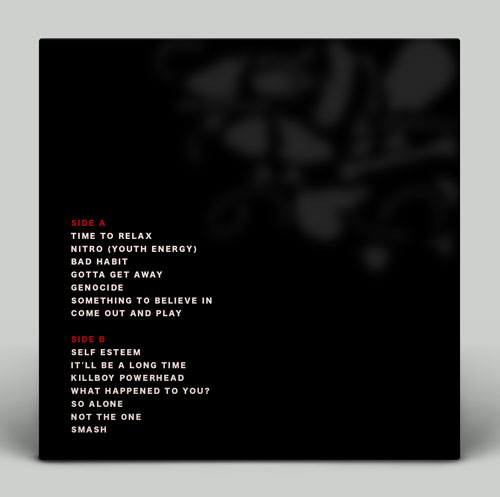 SIDE A
TIME TO RELAX
NITRO (YOUTH ENERGY)
BAD HABIT
GOTTA GET AWAY
GENOCIDE
SOMETHING TO BELIEVE IN
COME OUT AND PLAY
SIDE B
SELF ESTEEM
IT'LL BE A LONG TIME
KILLBOY POWERHEAD
WHAT HAPPENED TO YOU?
SO ALONE
NOT THE ONE
SMASH